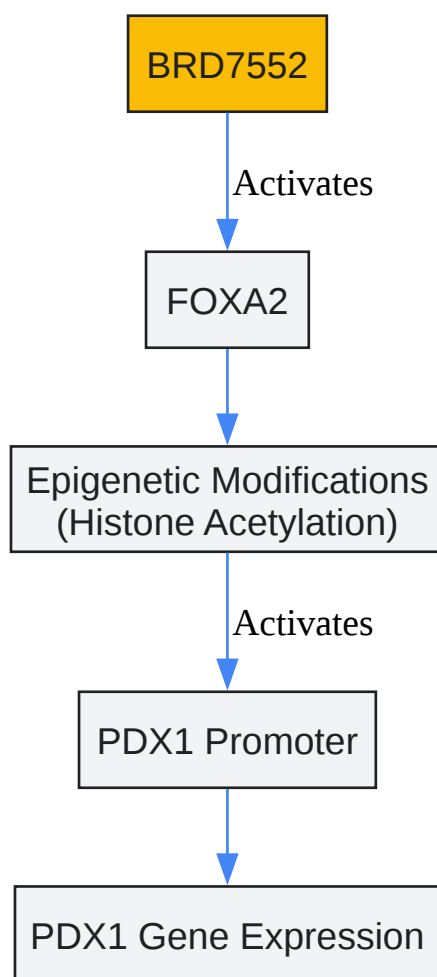 BRD7552
Activates
FOXA2
Epigenetic Modifications
(Histone Acetylation)
Activates
PDX1 Promoter
PDX1 Gene Expression